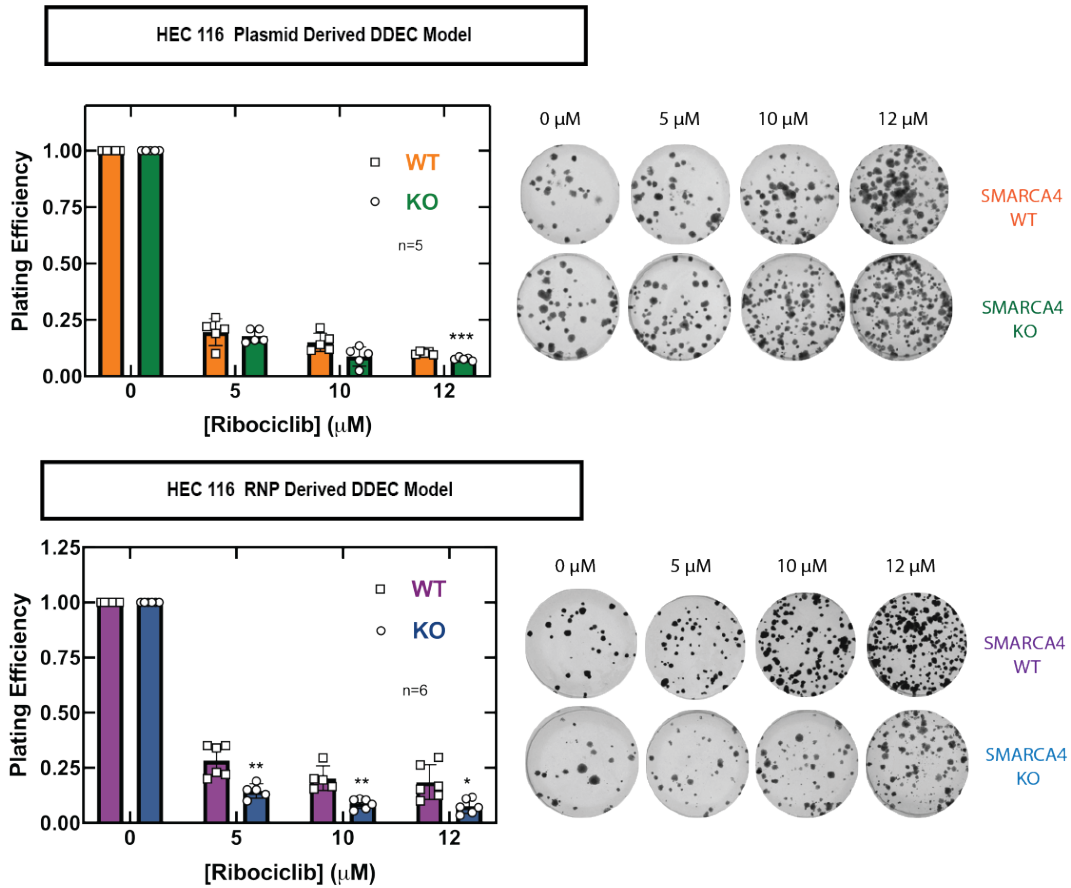 HEC 116 Plasmid Derived DDEC Model
Plating Efficiency
1.00
0.75
0.50
0.25
0.00
WT
KO
n=5
***
0 5 10 12
[Ribociclib] (μM)
0 μM 5 μM 10 μM 12 μM
SMARCA4
WT
SMARCA4
KO
HEC 116 RNP Derived DDEC Model
Plating Efficiency
1.25
1.00
0.75
0.50
0.25
0.00
WT
KO
n=6
** ** *
0 5 10 12
[Ribociclib] (μM)
0 μM 5 μM 10 μM 12 μM
SMARCA4
WT
SMARCA4
KO